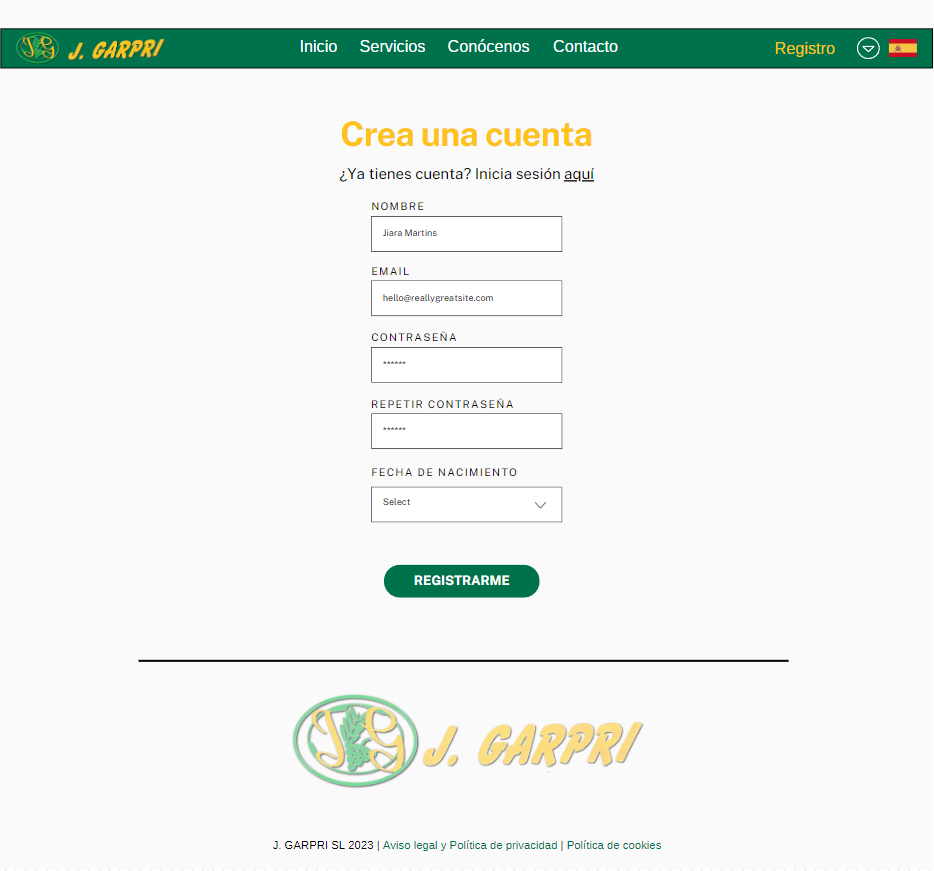 JG J. GARPRI Inicio Servicios Conócenos Contacto Registro
Crea una cuenta
¿Ya tienes cuenta? Inicia sesión aquí
NOMBRE
Jiara Martins
EMAIL
hello@reallygreatsite.com
CONTRASEÑA
******
REPETIR CONTRASEÑA
******
FECHA DE NACIMIENTO
Select
REGISTRARME
JG J. GARPRI
J. GARPRI SL 2023 | Aviso legal y Política de privacidad | Política de cookies